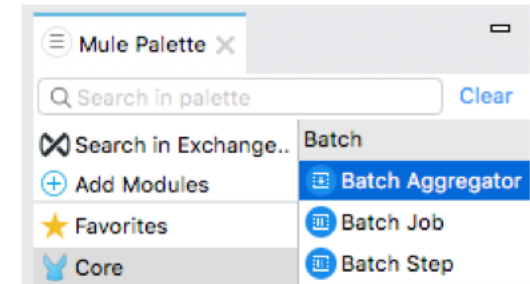 Mule Palette
Search in palette
Clear
Search in Exchange..
Add Modules
Favorites
Core
Batch
Batch Aggregator
Batch Job
Batch Step